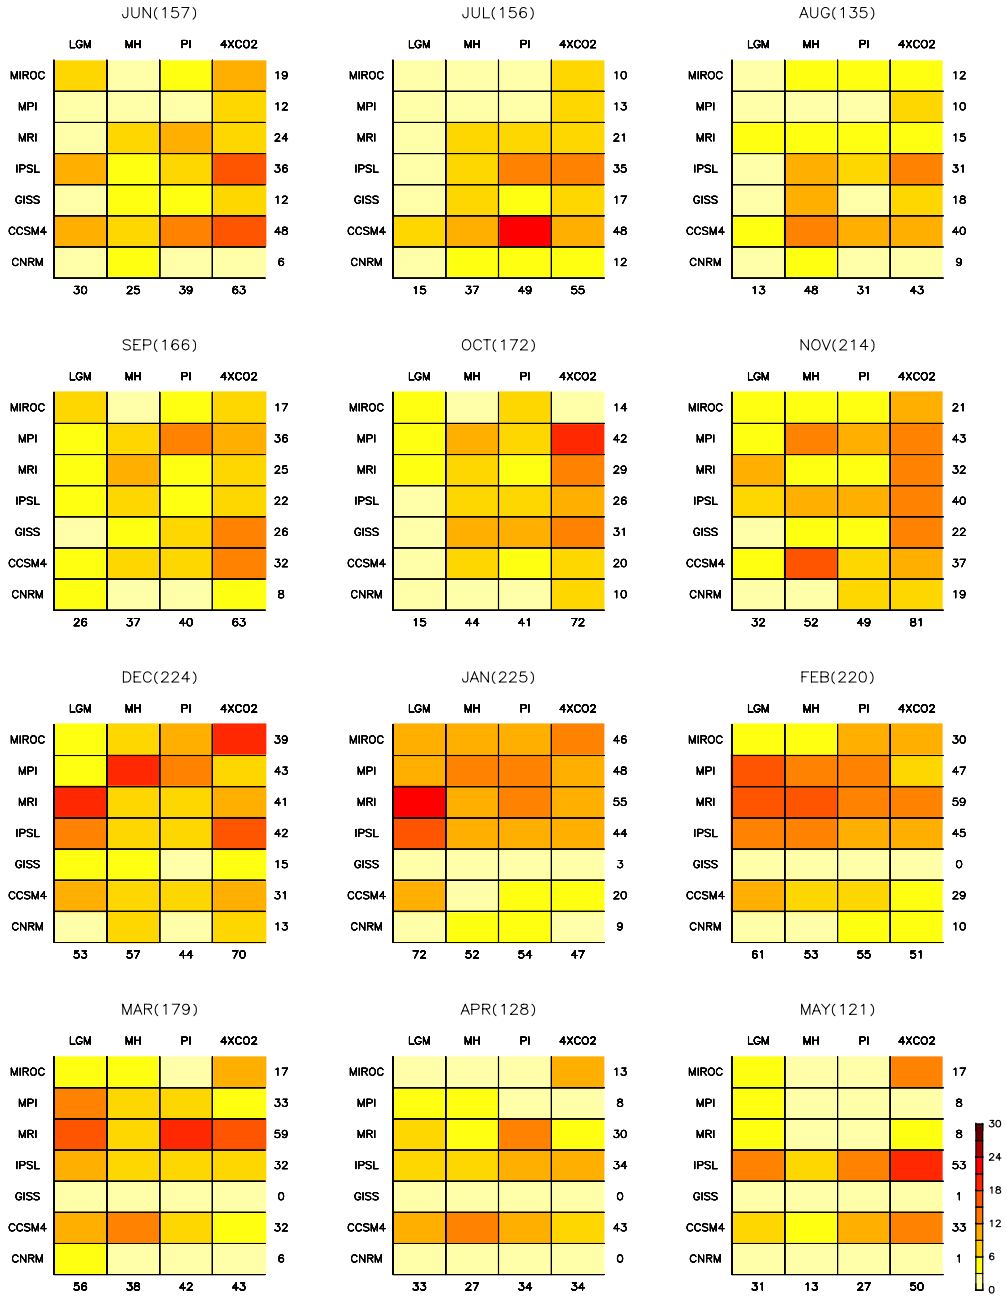 JUN(157) JUL(156) AUG(135)
LGM MH PI 4XCO2 LGM MH PI 4XCO2 LGM MH PI 4XCO2
MIROC 19 MIROC 10 MIROC 12
MPI 12 MPI 13 MPI 10
MRI 24 MRI 21 MRI 15
IPSL 36 IPSL 35 IPSL 31
GISS 12 GISS 17 GISS 18
CCSM4 48 CCSM4 48 CCSM4 40
CNRM 6 CNRM 12 CNRM 9
30 25 39 63 15 37 49 55 13 48 31 43
SEP(166) OCT(172) NOV(214)
LGM MH PI 4XCO2 LGM MH PI 4XCO2 LGM MH PI 4XCO2
MIROC 17 MIROC 14 MIROC 21
MPI 36 MPI 42 MPI 43
MRI 25 MRI 29 MRI 32
IPSL 22 IPSL 26 IPSL 40
GISS 26 GISS 31 GISS 22
CCSM4 32 CCSM4 20 CCSM4 37
CNRM 8 CNRM 10 CNRM 19
26 37 40 63 15 44 41 72 32 52 49 81
DEC(224) JAN(225) FEB(220)
LGM MH PI 4XCO2 LGM MH PI 4XCO2 LGM MH PI 4XCO2
MIROC 39 MIROC 46 MIROC 30
MPI 43 MPI 48 MPI 47
MRI 41 MRI 55 MRI 59
IPSL 42 IPSL 44 IPSL 45
GISS 15 GISS 3 GISS 0
CCSM4 31 CCSM4 20 CCSM4 29
CNRM 13 CNRM 9 CNRM 10
53 57 44 70 72 52 54 47 61 53 55 51
MAR(179) APR(128) MAY(121)
LGM MH PI 4XCO2 LGM MH PI 4XCO2 LGM MH PI 4XCO2
MIROC 17 MIROC 13 MIROC 17
MPI 33 MPI 8 MPI 8
MRI 59 MRI 30 MRI 8
IPSL 32 IPSL 34 IPSL 53
GISS 0 GISS 0 GISS 1
CCSM4 32 CCSM4 43 CCSM4 33
CNRM 6 CNRM 0 CNRM 1
56 38 42 43 33 27 34 34 31 13 27 50
30
24
18
12
6
0